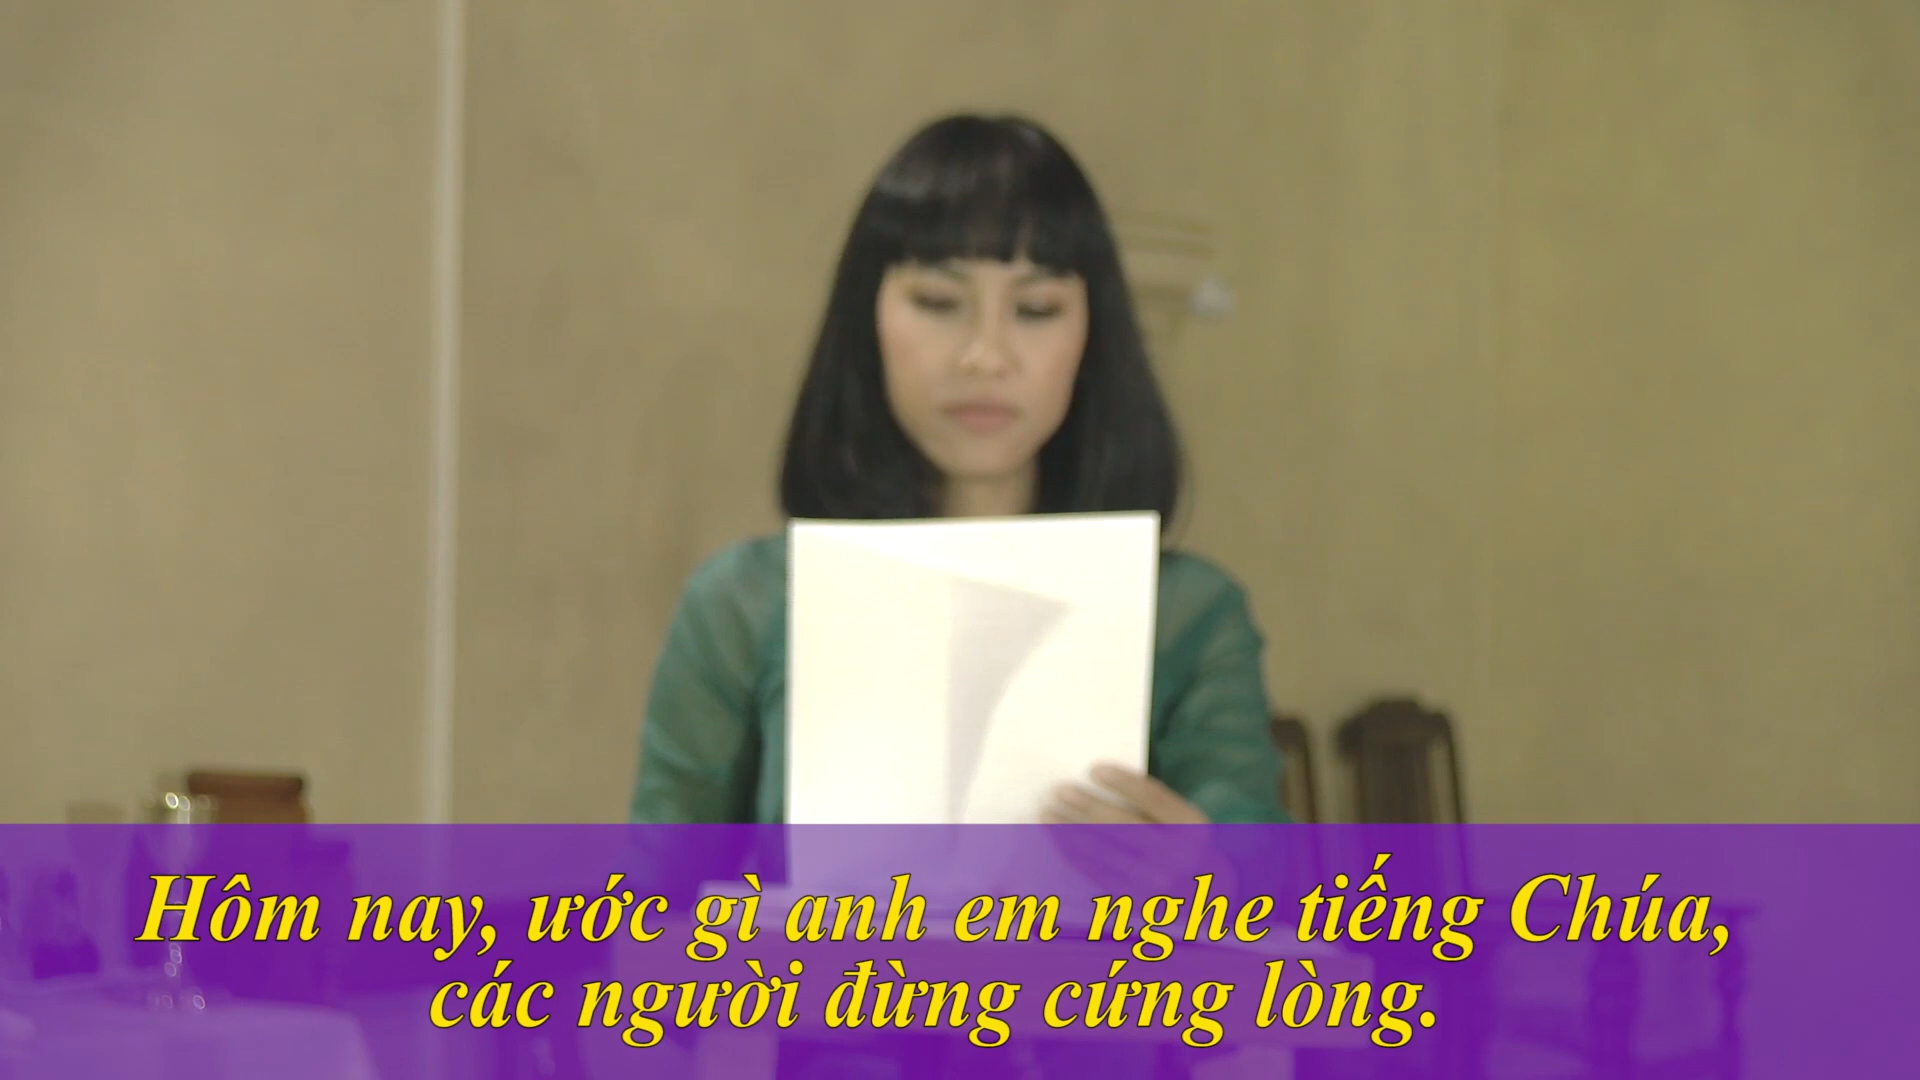 Hôm nay, ước gì anh em nghe tiếng Chúa,
các người đừng cứng lòng.